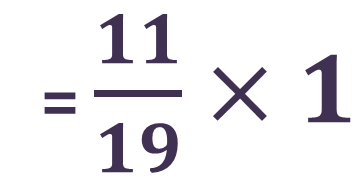 = 11/19 × 1